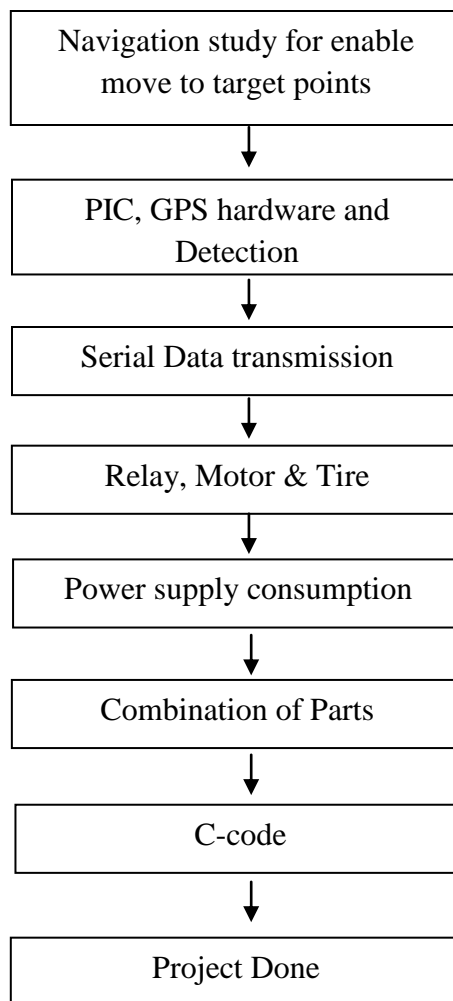 Navigation study for enable
move to target points
PIC, GPS hardware and
Detection
Serial Data transmission
Relay, Motor & Tire
Power supply consumption
Combination of Parts
C-code
Project Done